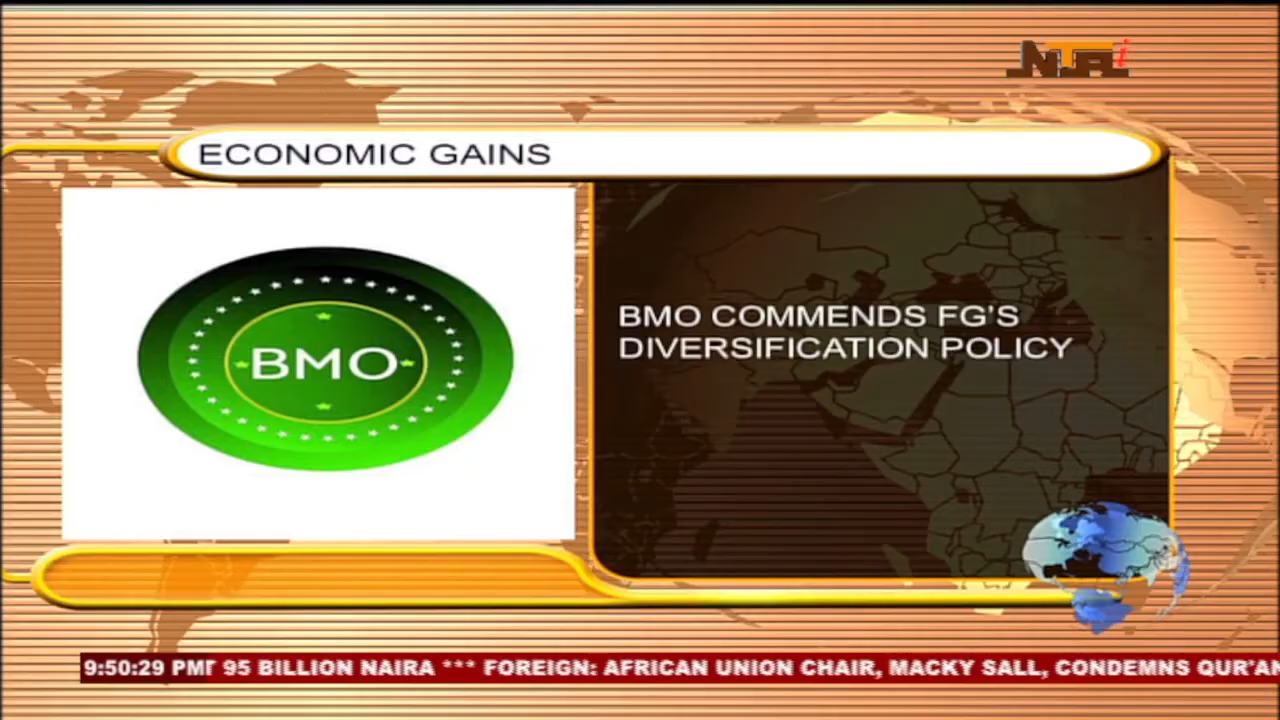 NTAi
ECONOMIC GAINS
BMO
BMO COMMENDS FG'S
DIVERSIFICATION POLICY
9:50:29 PM 95 BILLION NAIRA *** FOREIGN: AFRICAN UNION CHAIR, MACKY SALL, CONDEMNS QUR'AN